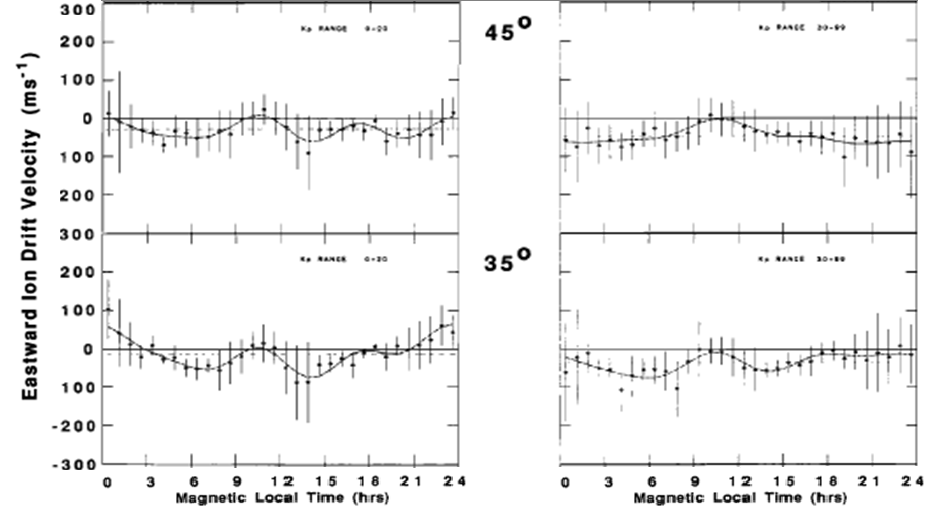 Eastward Ion Drift Velocity (ms-1)
300
200
100
0
100
200
300
200
100
0
100
-200
-300
Kp RANGE 0-20
45°
Kp RANGE 30-99
Kp RANGE 0-20
35°
Kp RANGE 30-99
0 3 6 9 12 15 18 21 24
Magnetic Local Time (hrs)
0 3 6 9 12 15 18 21 24
Magnetic Local Time (hrs)